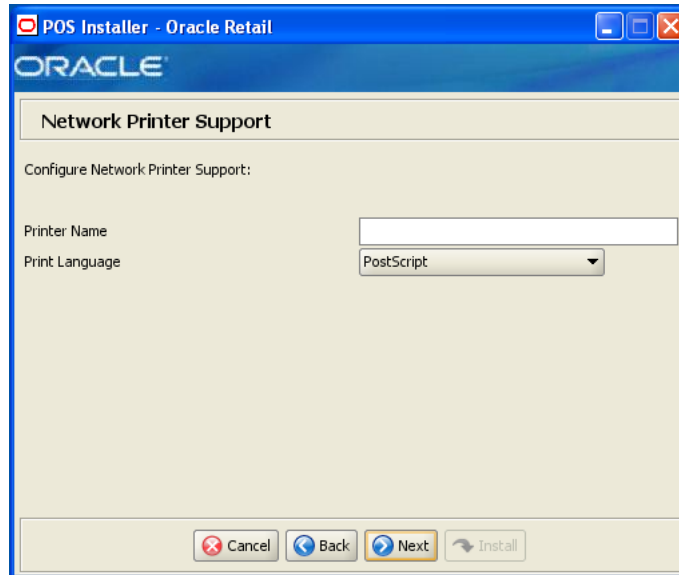 POS Installer - Oracle Retail
ORACLE
Network Printer Support
Configure Network Printer Support:
Printer Name
Print Language PostScript
Cancel Back Next Install